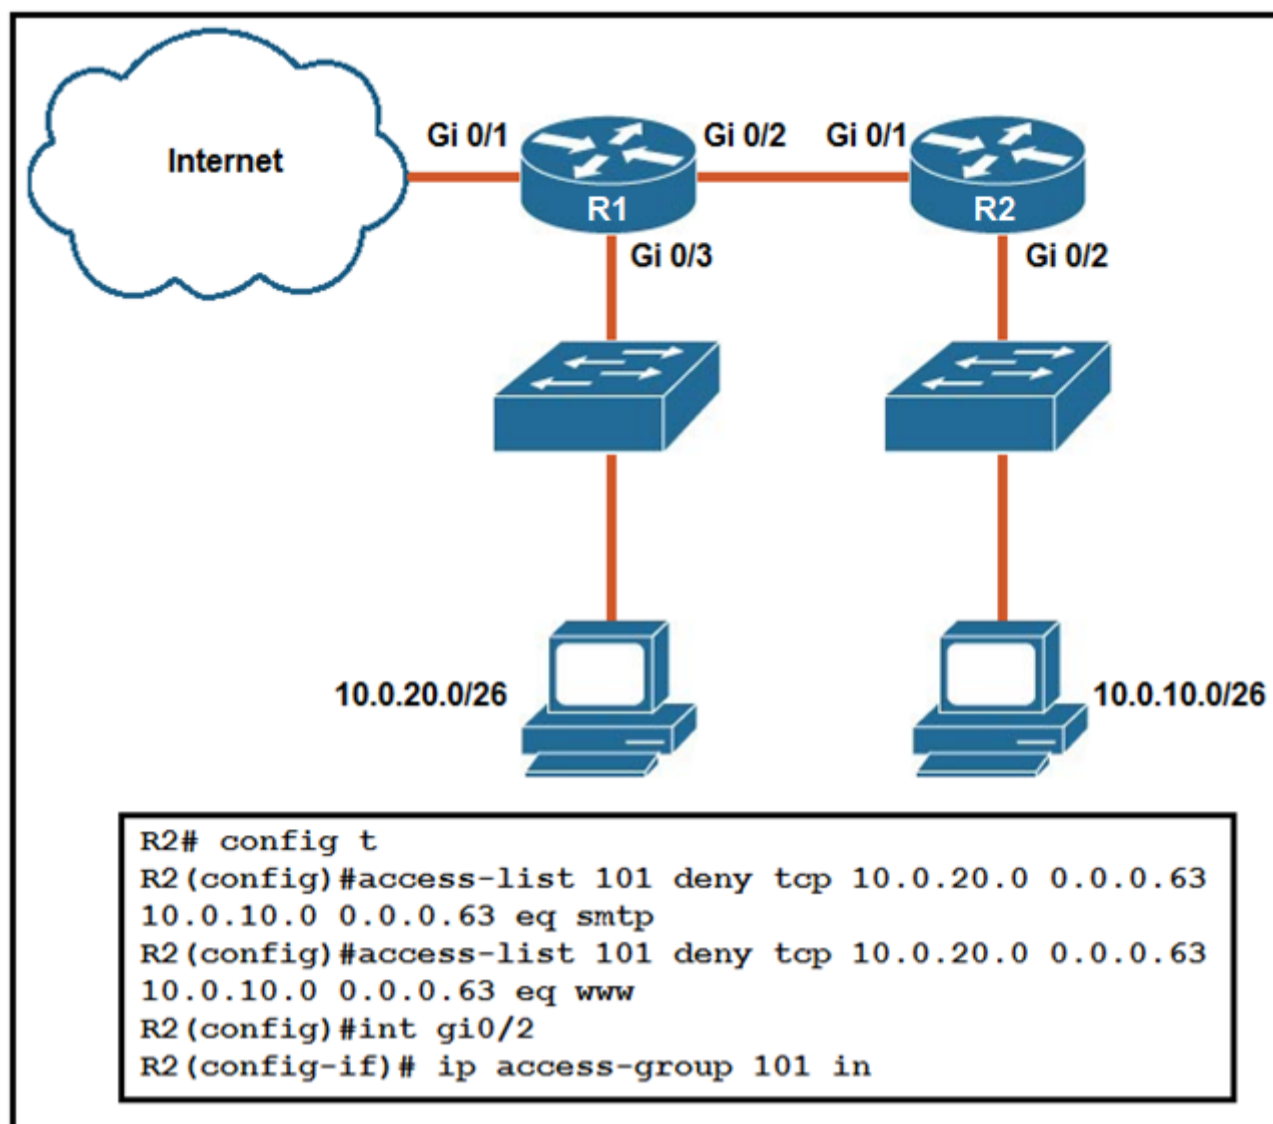 Internet
Gi 0/1
R1
Gi 0/2
Gi 0/1
R2
Gi 0/3
Gi 0/2
10.0.20.0/26
10.0.10.0/26
R2# config t
R2(config)#access-list 101 deny tcp 10.0.20.0 0.0.0.63
10.0.10.0 0.0.0.63 eq smtp
R2(config)#access-list 101 deny tcp 10.0.20.0 0.0.0.63
10.0.10.0 0.0.0.63 eq www
R2(config)#int gi0/2
R2(config-if)# ip access-group 101 in